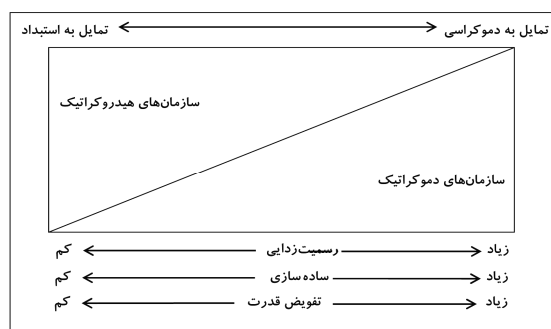 تمایل به دموکراسی تمایل به استبداد
سازمان‌های هیدروکراتیک
سازمان‌های دموکراتیک
زیاد رسمیت‌زدایی کم
زیاد ساده سازی کم
زیاد تفویض قدرت کم